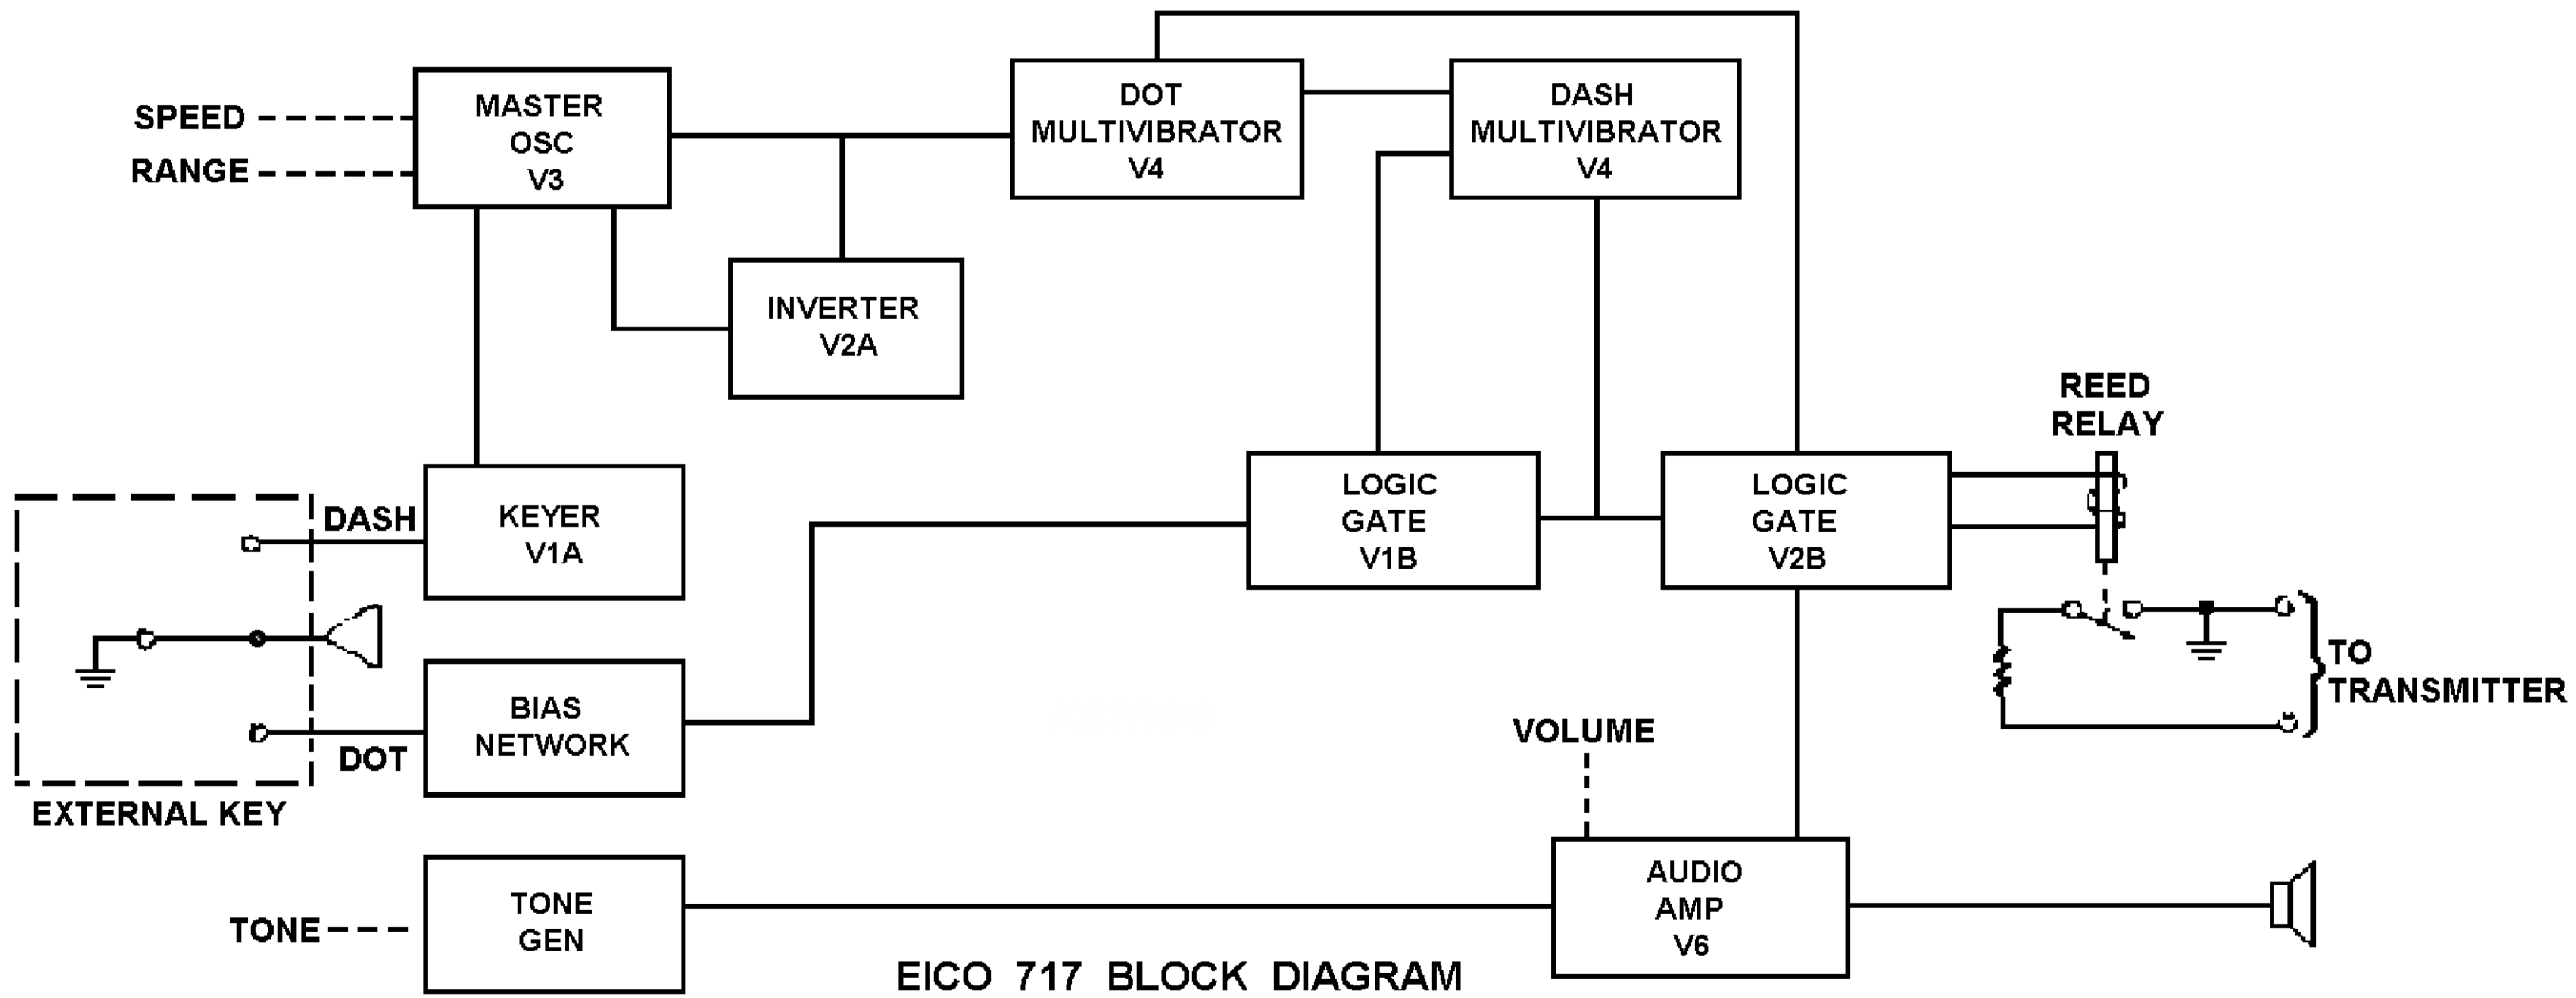 SPEED
RANGE
MASTER
OSC
V3
DOT
MULTIVIBRATOR
V4
DASH
MULTIVIBRATOR
V4
INVERTER
V2A
REED
RELAY
DASH
KEYER
V1A
LOGIC
GATE
V1B
LOGIC
GATE
V2B
TO
TRANSMITTER
DOT
BIAS
NETWORK
EXTERNAL KEY
VOLUME
TONE
TONE
GEN
AUDIO
AMP
V6
EICO 717 BLOCK DIAGRAM